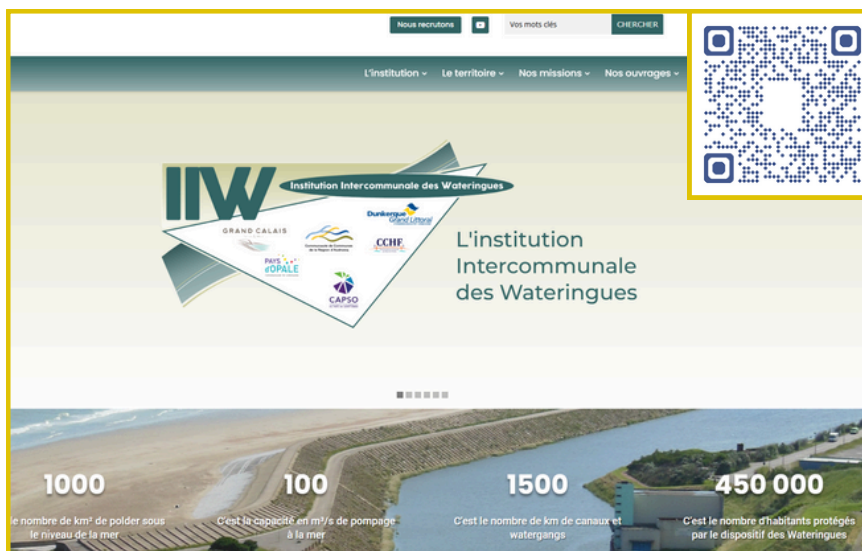 Nous recrutons
Vos mots clés
CHERCHER
L'institution
Le territoire
Nos missions
Nos ouvrages
IIW
Institution Intercommunale des Wateringues
GRAND CALAIS
Dunkerque
Grand Littoral
CCHF
PAYS
d'OPALE
CAPSO
L'institution
Intercommunale
des Wateringues
1000
le nombre de km² de polder sous
le niveau de la mer
100
C'est la capacité en m³/s de pompage
à la mer
1500
C'est le nombre de km de canaux et
watergangs
450 000
C'est le nombre d'habitants protégés
par le dispositif des Wateringues